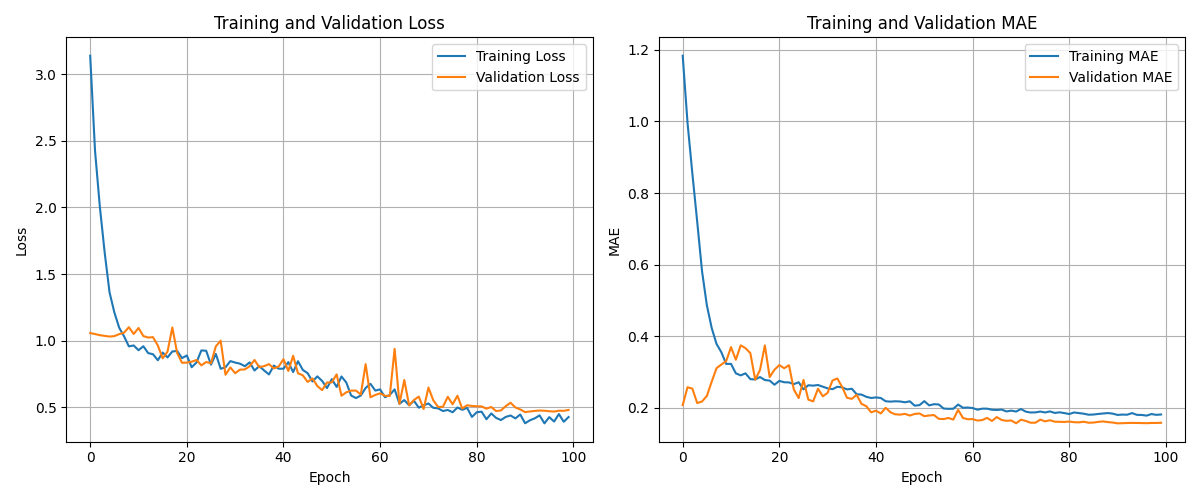 Training and Validation Loss
Training Loss
Validation Loss
3.0
2.5
2.0
1.5
1.0
0.5
Loss
0
20
40
60
80
100
Epoch
Training and Validation MAE
Training MAE
Validation MAE
1.2
1.0
0.8
0.6
0.4
0.2
MAE
0
20
40
60
80
100
Epoch